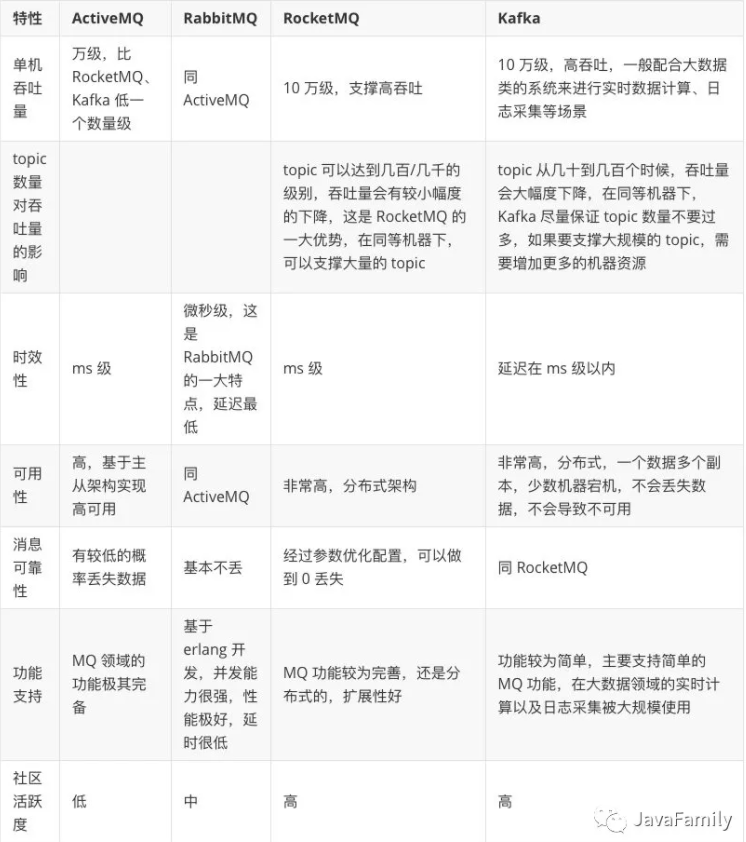 特性
ActiveMQ
RabbitMQ
RocketMQ
Kafka
单机
吞吐
量
万级，比
RocketMQ、
Kafka 低一
个数量级
同
ActiveMQ
10 万级，支撑高吞吐
10 万级，高吞吐，一般配合大数据
类的系统来进行实时数据计算、日
志采集等场景
topic
数量
对吞
吐量
的影
响
topic 可以达到几百/几千的
级别，吞吐量会有较小幅度
的下降，这是 RocketMQ 的
一大优势，在同等机器下，
可以支撑大量的 topic
topic 从几十到几百个时候，吞吐量
会大幅度下降，在同等机器下，
Kafka 尽量保证 topic 数量不要过
多，如果要支撑大规模的 topic，需
要增加更多的机器资源
时效
性
ms 级
微秒级，这
是
RabbitMQ
的一大特
点，延迟最
低
ms 级
延迟在 ms 级以内
可用
性
高，基于主
从架构实现
高可用
同
ActiveMQ
非常高，分布式架构
非常高，分布式，一个数据多个副
本，少数机器宕机，不会丢失数
据，不会导致不可用
消息
可靠
性
有较低的概
率丢失数据
基本不丢
经过参数优化配置，可以做
到 0 丢失
同 RocketMQ
功能
支持
MQ 领域的
功能极其完
备
基于
erlang 开
发，并发能
力很强，性
能极好，延
时很低
MQ 功能较为完善，还是分
布式的，扩展性好
功能较为简单，主要支持简单的
MQ 功能，在大数据领域的实时计
算以及日志采集被大规模使用
社区
活跃
度
低
中
高
高
JavaFamily